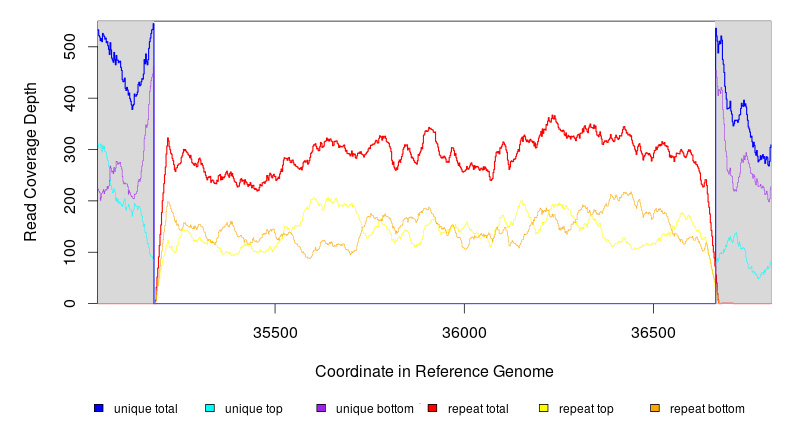 500
400
300
200
100
0
Read Coverage Depth
35500 36000 36500
Coordinate in Reference Genome
unique total unique top unique bottom repeat total repeat top repeat bottom